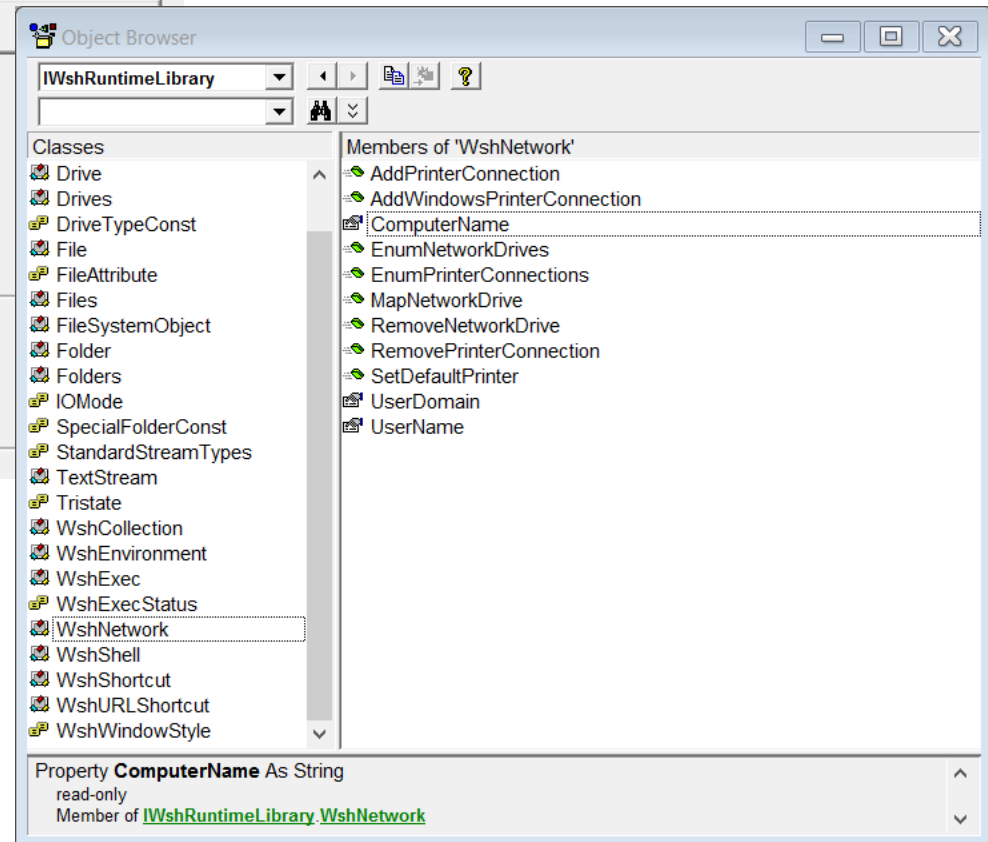 Object Browser
IWshRuntimeLibrary
Classes
Drive
Drives
DriveTypeConst
File
FileAttribute
Files
FileSystemObject
Folder
Folders
IOMode
SpecialFolderConst
StandardStreamTypes
TextStream
Tristate
WshCollection
WshEnvironment
WshExec
WshExecStatus
WshNetwork
WshShell
WshShortcut
WshURLShortcut
WshWindowStyle
Members of 'WshNetwork'
AddPrinterConnection
AddWindowsPrinterConnection
ComputerName
EnumNetworkDrives
EnumPrinterConnections
MapNetworkDrive
RemoveNetworkDrive
RemovePrinterConnection
SetDefaultPrinter
UserDomain
UserName
Property ComputerName As String
read-only
Member of IWshRuntimeLibrary.WshNetwork